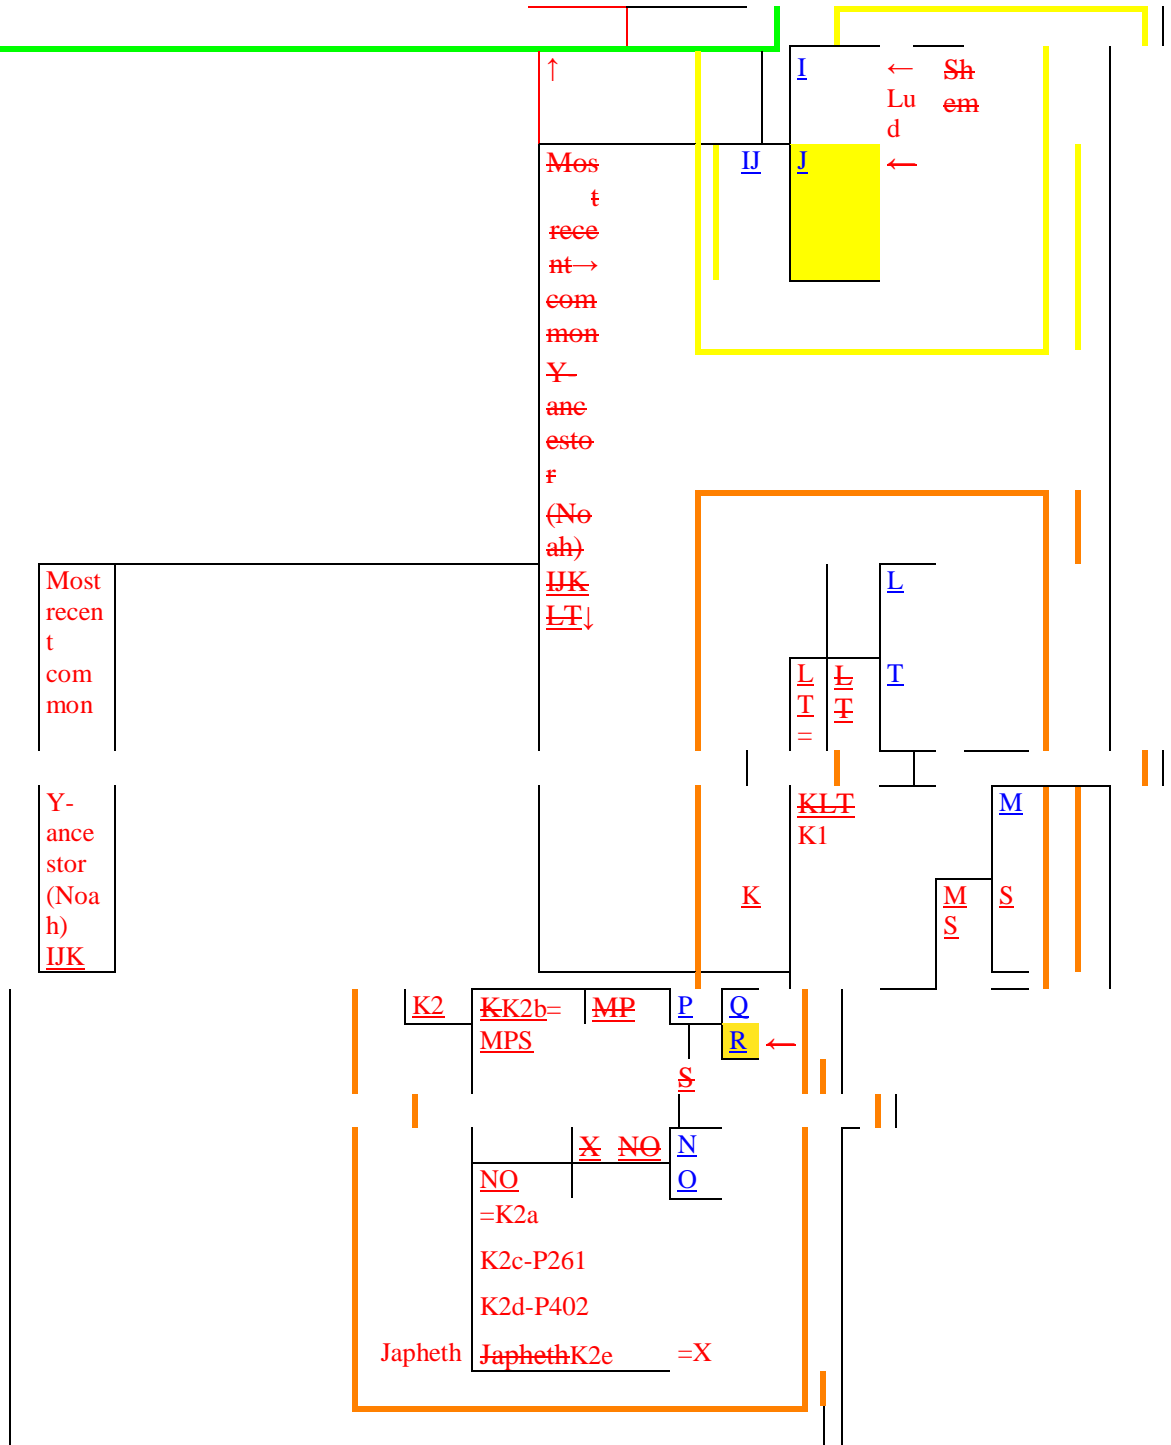 ↑
I
←
Sh
Lu
em
d
Mos
IJ
J
←
t
rece
nt→
com
mon
Y-
anc
esto
r
(No
ah)
IJK
LT↓
Most
recen
t
com
mon
L
L
T
=
L
T
T
Y-
ance
stor
(Noa
h)
IJK
KLT
K1
K
M
M
S
S
K2
KK2b=
MPS
MP
P
Q
R
←
S
X
NO
N
NO
O
=K2a
K2c-P261
K2d-P402
Japheth
JaphethK2e
=X